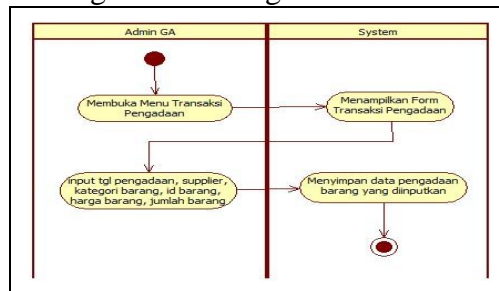 Admin GA
System
Membuka Menu Transaksi
Pengadaan
Menampilkan Form
Transaksi Pengadaan
input tgl pengadaan, supplier,
kategori barang, id barang,
harga barang, jumlah barang
Menyimpan data pengadaan
barang yang diinputkan